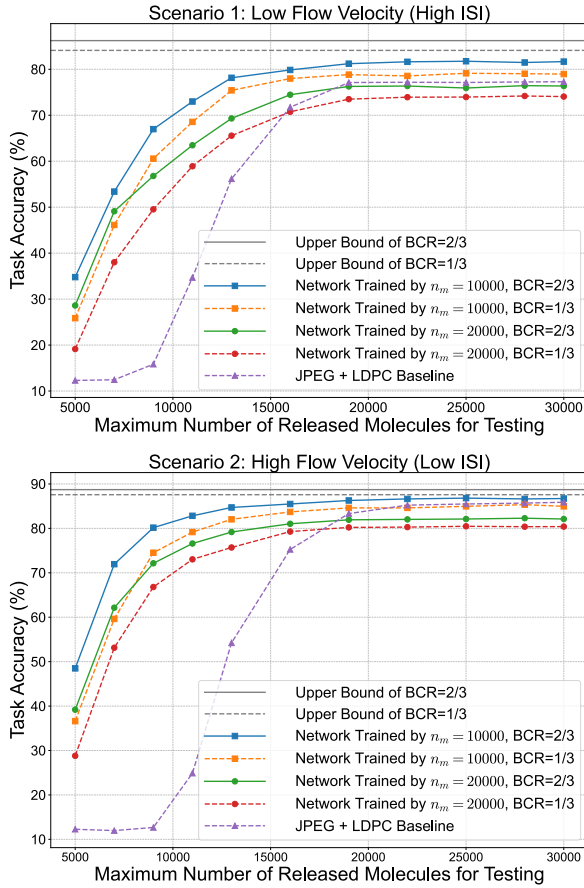 Scenario 1: Low Flow Velocity (High ISI)
Task Accuracy (%)
80
70
60
50
40
30
20
10
Upper Bound of BCR=2/3
Upper Bound of BCR=1/3
Network Trained by n_m = 10000, BCR=2/3
Network Trained by n_m = 10000, BCR=1/3
Network Trained by n_m = 20000, BCR=2/3
Network Trained by n_m = 20000, BCR=1/3
JPEG + LDPC Baseline
5000 10000 15000 20000 25000 30000
Maximum Number of Released Molecules for Testing
Scenario 2: High Flow Velocity (Low ISI)
Task Accuracy (%)
90
80
70
60
50
40
30
20
10
Upper Bound of BCR=2/3
Upper Bound of BCR=1/3
Network Trained by n_m = 10000, BCR=2/3
Network Trained by n_m = 10000, BCR=1/3
Network Trained by n_m = 20000, BCR=2/3
Network Trained by n_m = 20000, BCR=1/3
JPEG + LDPC Baseline
5000 10000 15000 20000 25000 30000
Maximum Number of Released Molecules for Testing